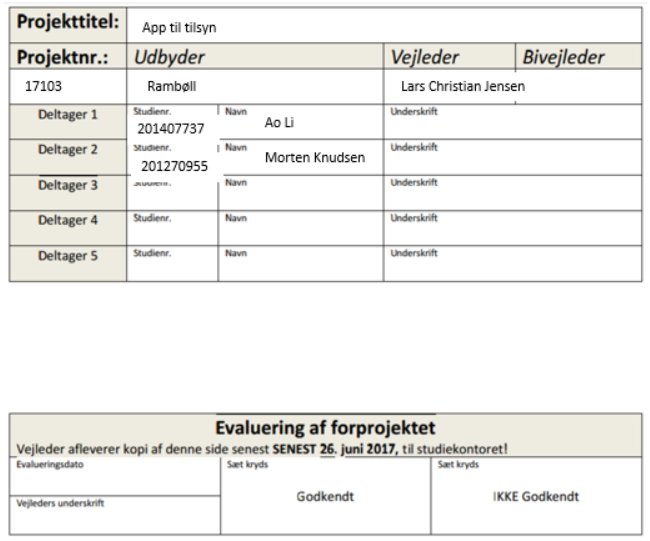 Projekttitel: App til tilsyn
Projektnr.: Udbyder Vejleder Bivejleder
17103 Rambøll Lars Christian Jensen
Deltager 1 Studienr. 201407737 Navn Ao Li Underskrift
Deltager 2 Studienr. 201270955 Navn Morten Knudsen Underskrift
Deltager 3 Studienr. Navn Underskrift
Deltager 4 Studienr. Navn Underskrift
Deltager 5 Studienr. Navn Underskrift
Evaluering af forprojektet
Vejleder afleverer kopi af denne side senest SENEST 26. juni 2017, til studiekontoret!
Evalueringsdato Sæt kryds Sæt kryds
Godkendt IKKE Godkendt
Vejleders underskrift